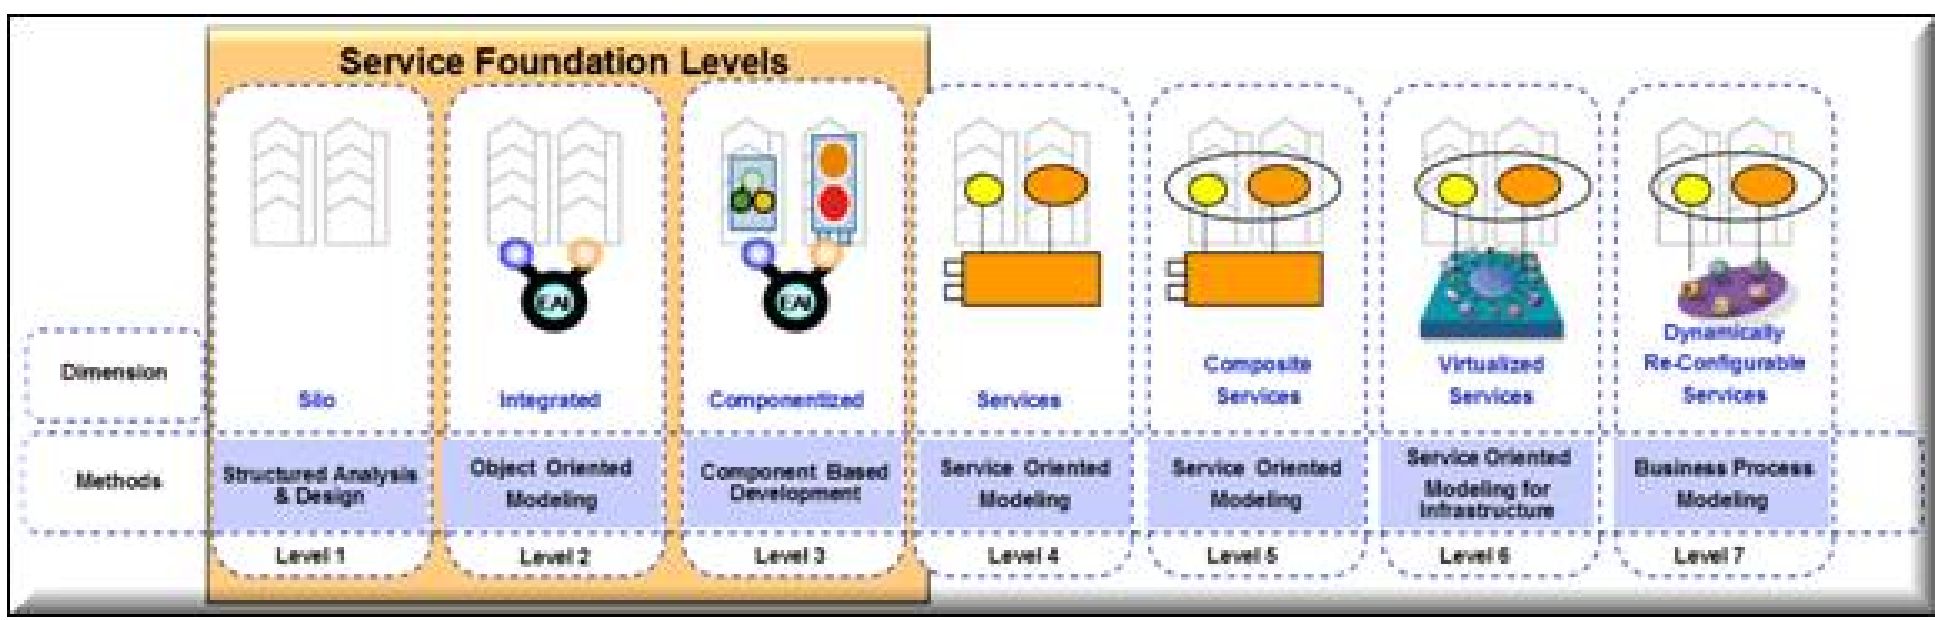 Service Foundation Levels
EAI
EAI
Dimension
Silo
Integrated
Componentized
Services
Composite
Services
Virtualized
Services
Dynamically
Re-Configurable
Services
Methods
Structured Analysis
& Design
Object Oriented
Modeling
Component Based
Development
Service Oriented
Modeling
Service Oriented
Modeling
Service Oriented
Modeling for
Infrastructure
Business Process
Modeling
Level 1
Level 2
Level 3
Level 4
Level 5
Level 6
Level 7